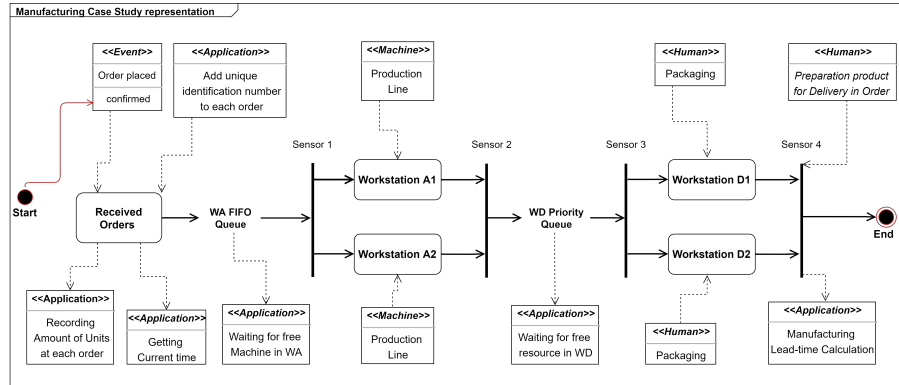 Manufacturing Case Study representation
<<Event>>
Order placed
confirmed
<<Application>>
Add unique
identification number
to each order
<<Machine>>
Production
Line
<<Human>>
Packaging
<<Human>>
Preparation product
for Delivery in Order
Sensor 1
Sensor 2
Sensor 3
Sensor 4
Start
Received
Orders
WA FIFO
Queue
Workstation A1
Workstation A2
WD Priority
Queue
Workstation D1
Workstation D2
End
<<Application>>
Recording
Amount of Units
at each order
<<Application>>
Getting
Current time
<<Application>>
Waiting for free
Machine in WA
<<Machine>>
Production
Line
<<Application>>
Waiting for free
resource in WD
<<Human>>
Packaging
<<Application>>
Manufacturing
Lead-time Calculation